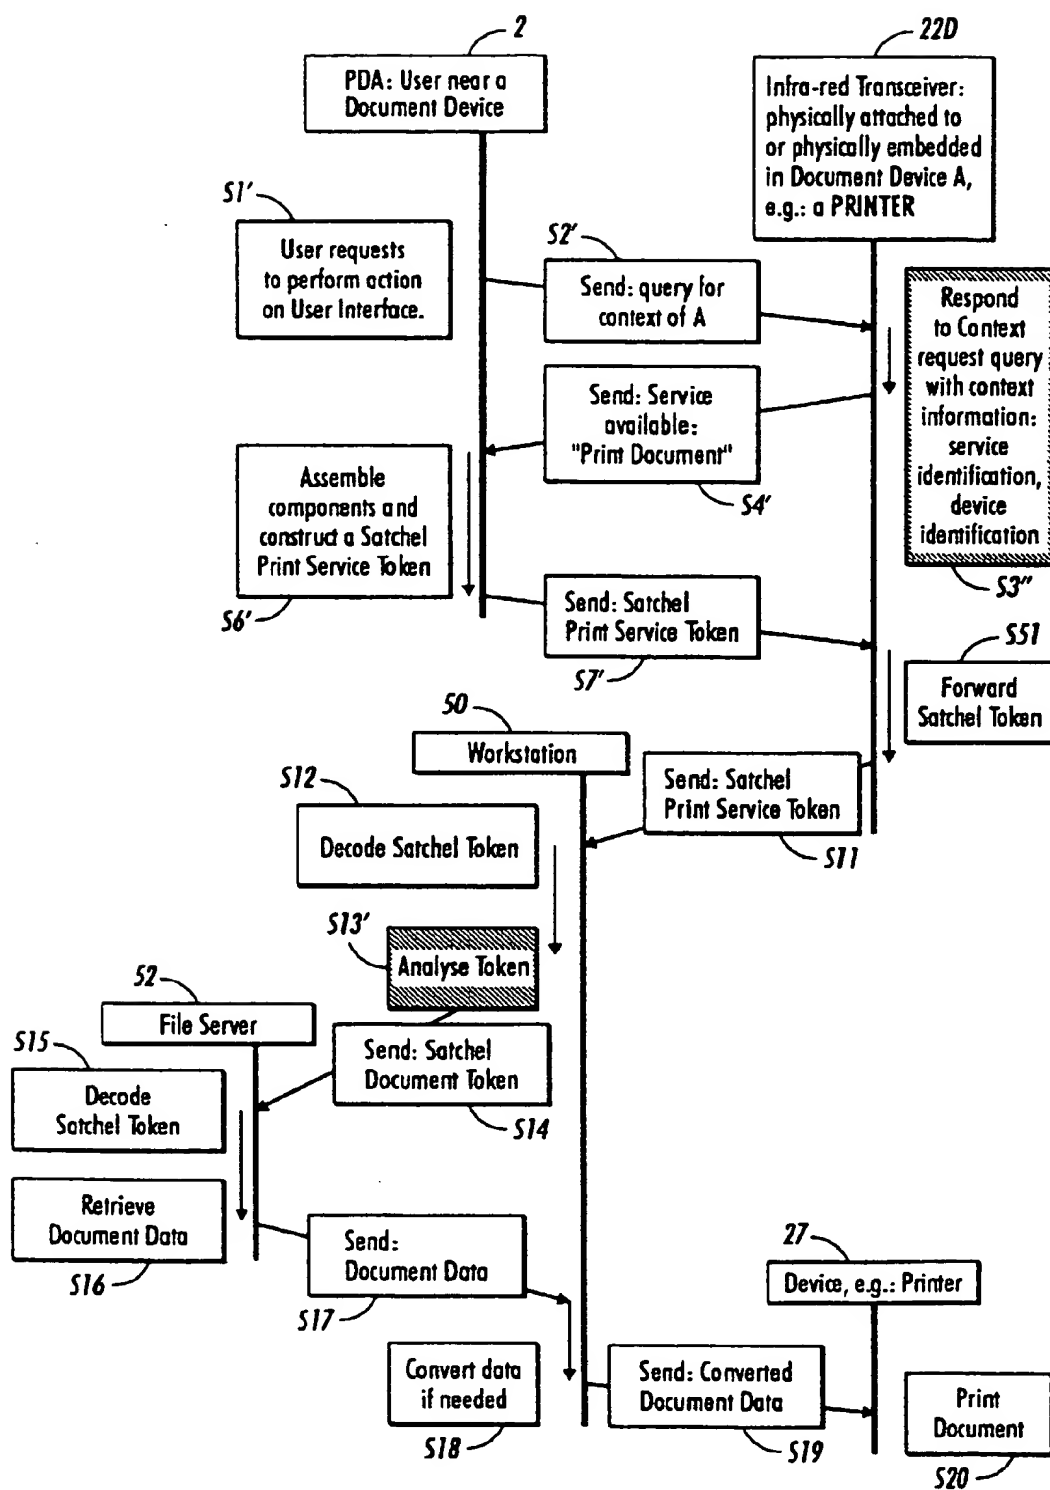 2
22D
PDA: User near a
Document Device
Infra-red Transceiver:
physically attached to
or physically embedded
in Document Device A,
e.g.: a PRINTER
S1'
User requests
to perform action
on User Interface.
S2'
Send: query for
context of A
Respond
to Context
request query
with context
information:
service
identification,
device
identification
S3"
Send: Service
available:
"Print Document"
S4'
Assemble
components and
construct a Satchel
Print Service Token
S6'
Send: Satchel
Print Service Token
S7'
S51
Forward
Satchel Token
50
Workstation
Send: Satchel
Print Service Token
S11
S12
Decode Satchel Token
S13'
Analyse Token
52
File Server
Send: Satchel
Document Token
S14
S15
Decode
Satchel Token
Retrieve
Document Data
S16
Send:
Document Data
S17
27
Device, e.g.: Printer
Convert data
if needed
S18
Send: Converted
Document Data
S19
Print
Document
S20